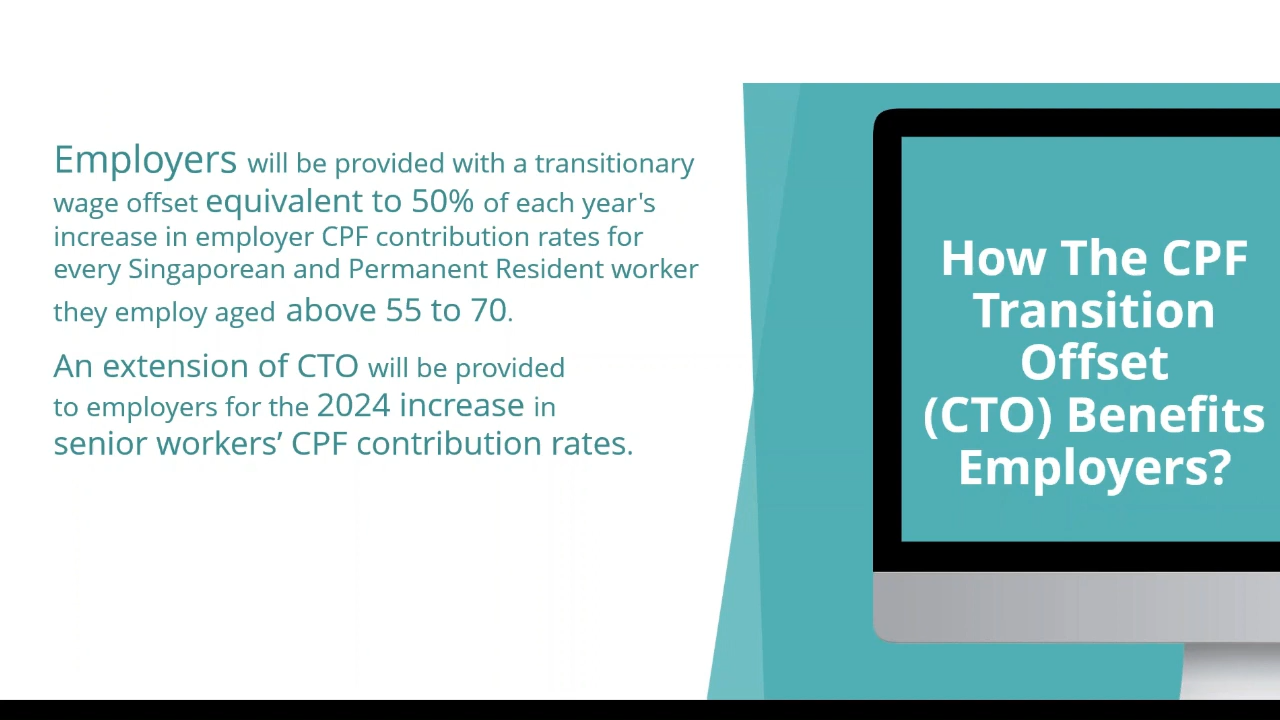 Employers will be provided with a transitionary
wage offset equivalent to 50% of each year's
increase in employer CPF contribution rates for
every Singaporean and Permanent Resident worker
they employ aged above 55 to 70.
An extension of CTO will be provided
to employers for the 2024 increase in
senior workers’ CPF contribution rates.
How The CPF
Transition
Offset
(CTO) Benefits
Employers?